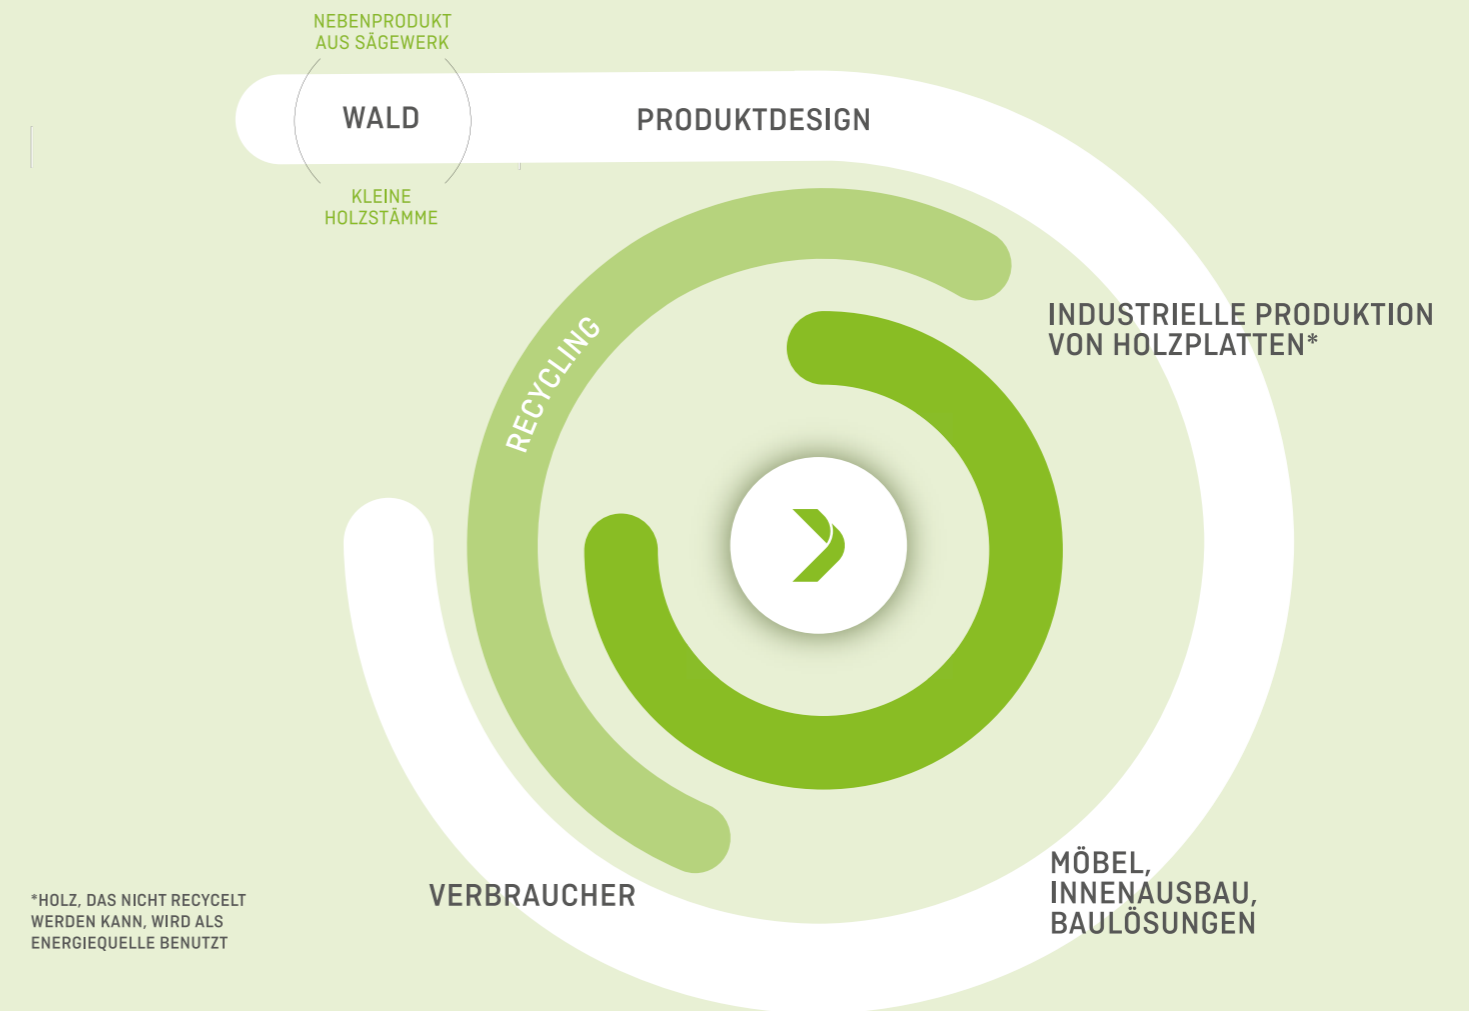 NEBENPRODUKT
AUS SÄGEWERK
WALD
PRODUKTDESIGN
KLEINE
HOLZSTÄMME
RECYCLING
INDUSTRIELLE PRODUKTION
VON HOLZPLATTEN*
MÖBEL,
INNENAUSBAU,
BAULÖSUNGEN
VERBRAUCHER
*HOLZ, DAS NICHT RECYCELT
WERDEN KANN, WIRD ALS
ENERGIEQUELLE BENUTZT